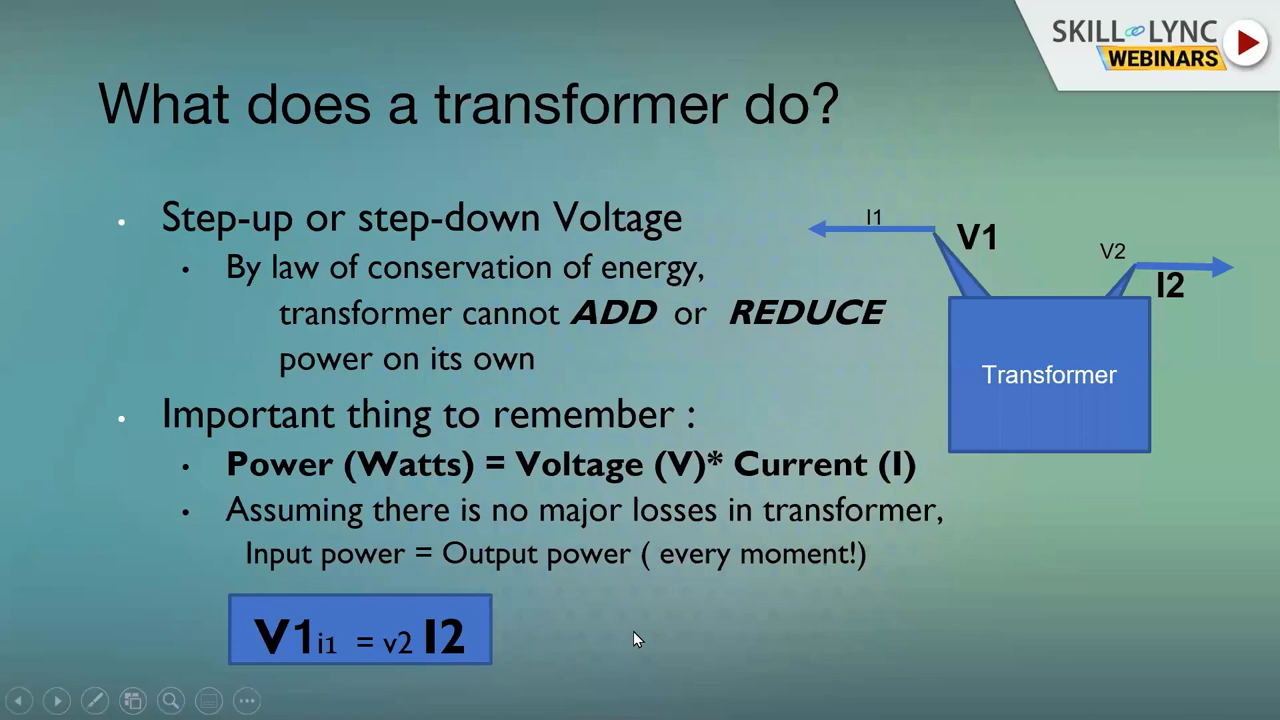 SKILL LYNC
WEBINARS
What does a transformer do?
• Step-up or step-down Voltage
• By law of conservation of energy,
transformer cannot ADD or REDUCE
power on its own
• Important thing to remember :
• Power (Watts) = Voltage (V)* Current (I)
• Assuming there is no major losses in transformer,
Input power = Output power ( every moment!)
V1i1 = v2 I2
I1
V1
V2
I2
Transformer